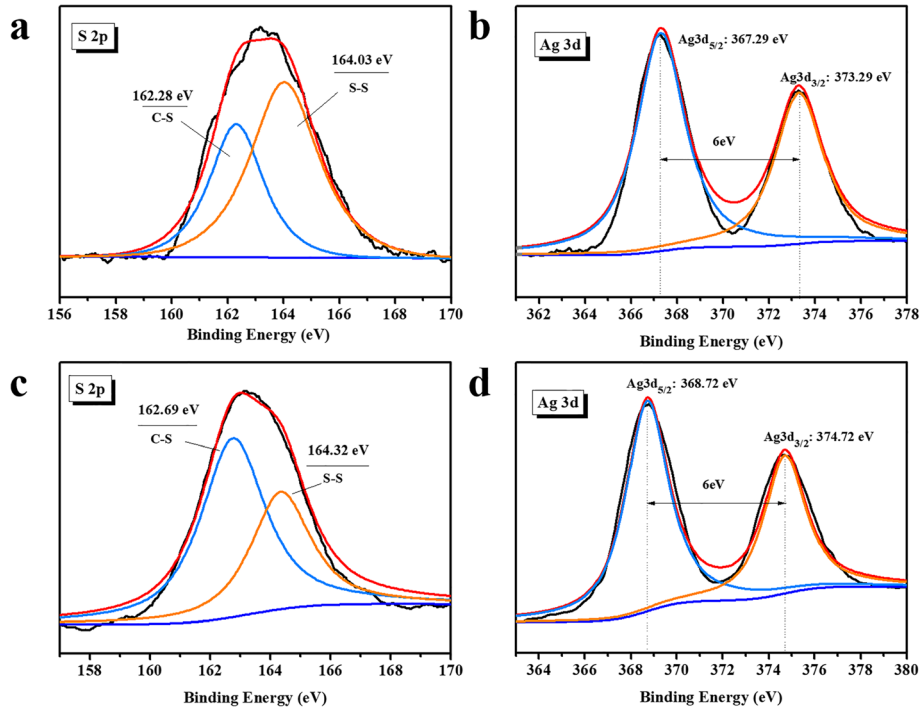 a
S 2p
164.03 eV
S-S
162.28 eV
C-S
156 158 160 162 164 166 168 170
Binding Energy (eV)
b
Ag 3d
Ag3d5/2: 367.29 eV
Ag3d3/2: 373.29 eV
6eV
362 364 366 368 370 372 374 376 378
Binding Energy (eV)
c
S 2p
162.69 eV
C-S
164.32 eV
S-S
158 160 162 164 166 168 170
Binding Energy (eV)
d
Ag 3d
Ag3d5/2: 368.72 eV
Ag3d3/2: 374.72 eV
6eV
364 366 368 370 372 374 376 378 380
Binding Energy (eV)